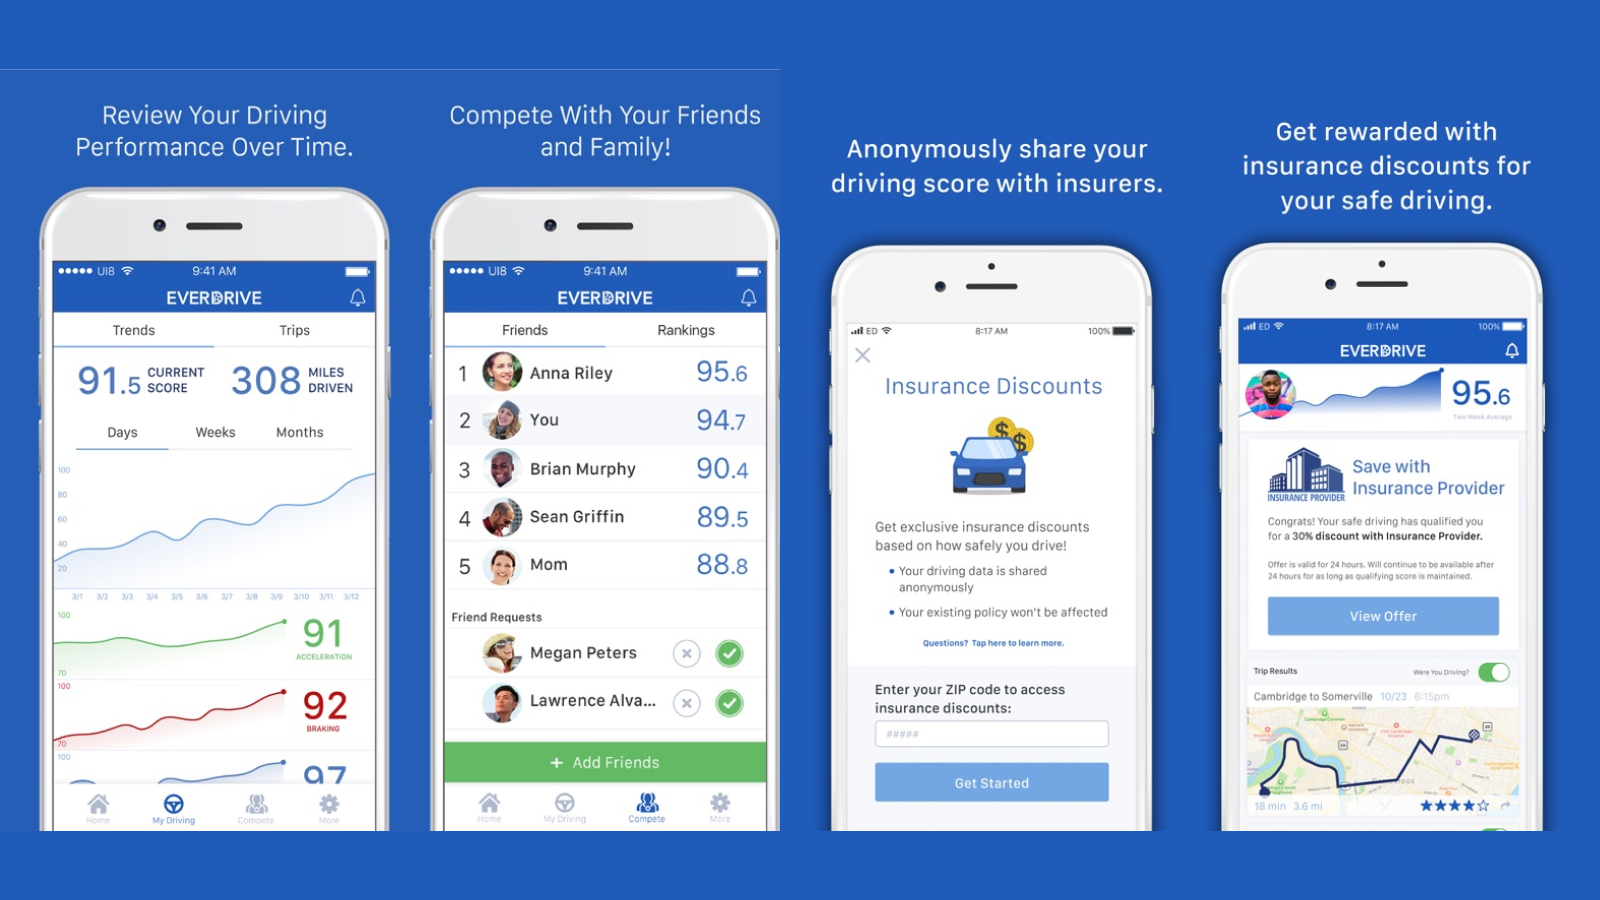 Review Your Driving
Performance Over Time.
UI8
9:41 AM
EVERDRIVE
Trends
Trips
91.5 CURRENT SCORE
308 MILES DRIVEN
Days
Weeks
Months
100
80
60
40
20
3/1 3/2 3/3 3/4 3/5 3/6 3/7 3/8 3/9 3/10 3/11 3/12
100
91
ACCELERATION
70
100
92
BRAKING
70
100
97
Home
My Driving
Compete
More
Compete With Your Friends
and Family!
UI8
9:41 AM
EVERDRIVE
Friends
Rankings
1 Anna Riley 95.6
2 You 94.7
3 Brian Murphy 90.4
4 Sean Griffin 89.5
5 Mom 88.8
Friend Requests
Megan Peters
Lawrence Alva...
+ Add Friends
Home
My Driving
Compete
More
Anonymously share your
driving score with insurers.
ED
8:17 AM
100%
Insurance Discounts
Get exclusive insurance discounts
based on how safely you drive!
• Your driving data is shared
anonymously
• Your existing policy won't be affected
Questions? Tap here to learn more.
Enter your ZIP code to access
insurance discounts:
#####
Get Started
Get rewarded with
insurance discounts for
your safe driving.
ED
8:17 AM
100%
EVERDRIVE
95.6
Two Week Average
INSURANCE PROVIDER
Save with
Insurance Provider
Congrats! Your safe driving has qualified you
for a 30% discount with Insurance Provider.
Offer is valid for 24 hours. Will continue to be available after
24 hours for as long as qualifying score is maintained.
View Offer
Trip Results
Were You Driving?
Cambridge to Somerville 10/23 6:15pm
18 min 3.6 mi